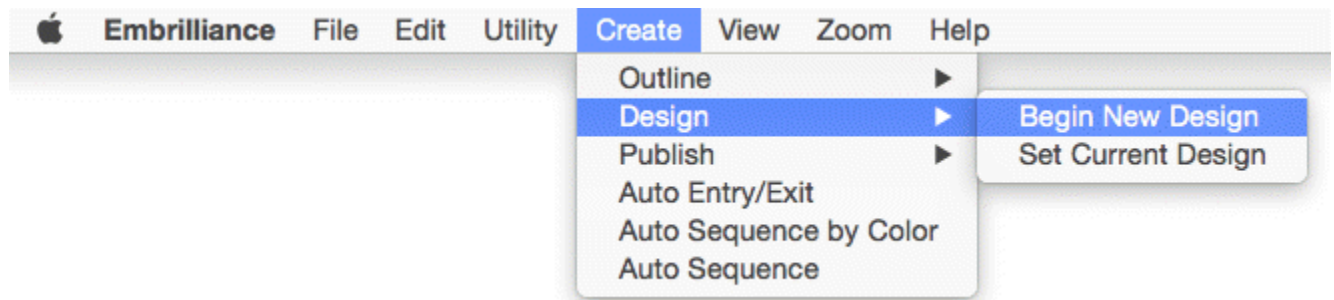 Embrilliance File Edit Utility Create View Zoom Help
Outline
Design Begin New Design
Publish Set Current Design
Auto Entry/Exit
Auto Sequence by Color
Auto Sequence